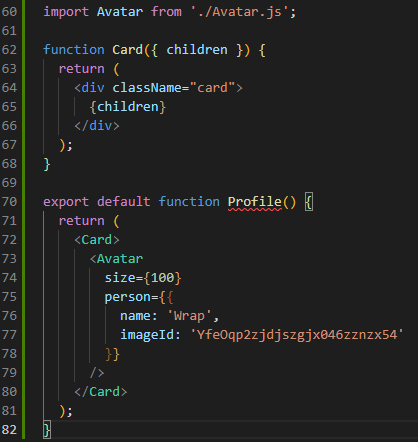 60 import Avatar from './Avatar.js';
61
62 function Card({ children }) {
63   return (
64     <div className="card">
65       {children}
66     </div>
67   );
68 }
69
70 export default function Profile() {
71   return (
72     <Card>
73       <Avatar
74         size={100}
75         person={{
76           name: 'Wrap',
77           imageId: 'YfeOqp2zjdjszgjx046zznzx54'
78         }}
79       />
80     </Card>
81   );
82 }